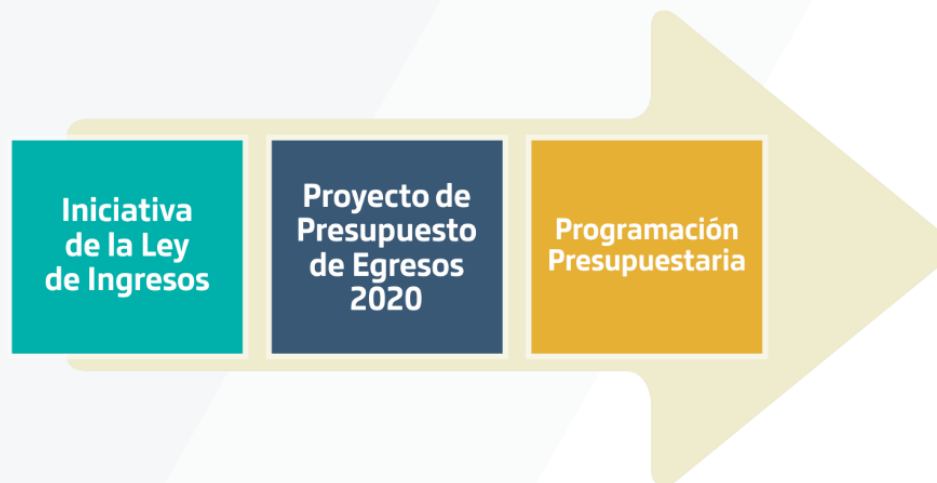 Iniciativa
de la Ley
de Ingresos
Proyecto de
Presupuesto
de Egresos
2020
Programación
Presupuestaria